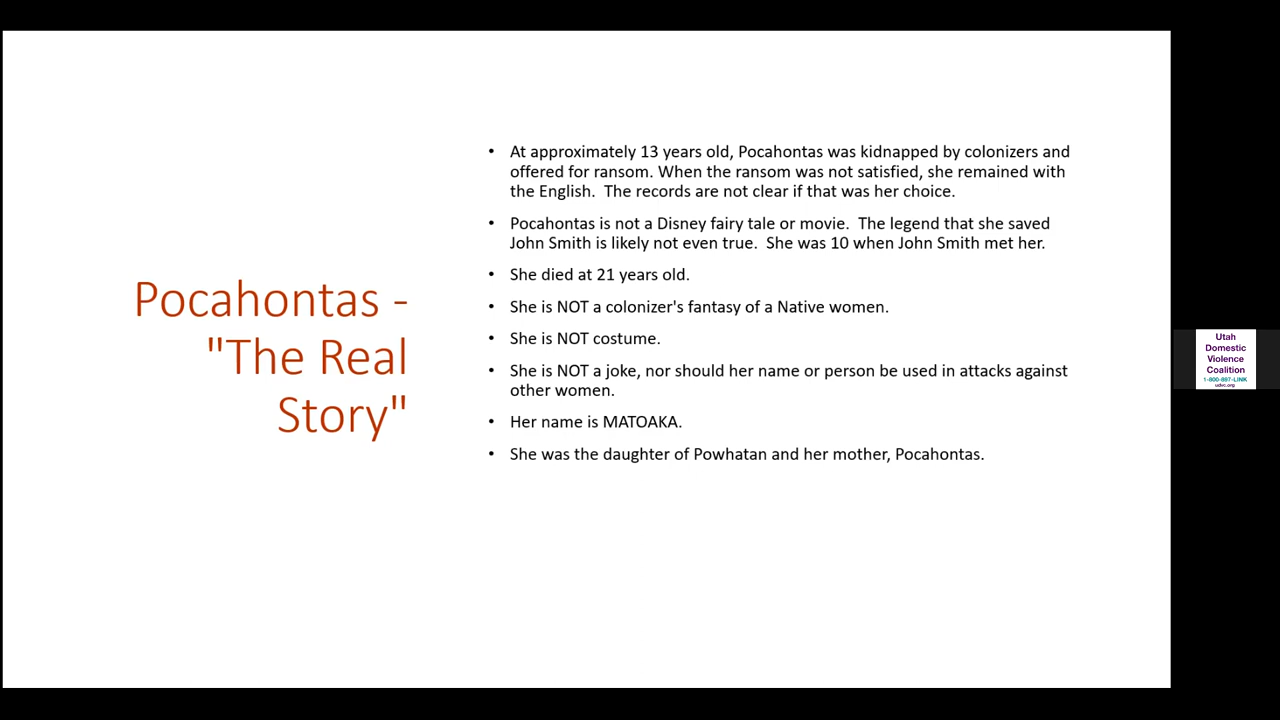 Pocahontas -
"The Real
Story"
• At approximately 13 years old, Pocahontas was kidnapped by colonizers and
offered for ransom. When the ransom was not satisfied, she remained with
the English.  The records are not clear if that was her choice.
• Pocahontas is not a Disney fairy tale or movie.  The legend that she saved
John Smith is likely not even true.  She was 10 when John Smith met her.
• She died at 21 years old.
• She is NOT a colonizer's fantasy of a Native women.
• She is NOT costume.
• She is NOT a joke, nor should her name or person be used in attacks against
other women.
• Her name is MATOAKA.
• She was the daughter of Powhatan and her mother, Pocahontas.
Utah
Domestic
Violence
Coalition
1-800-897-LINK
udvc.org